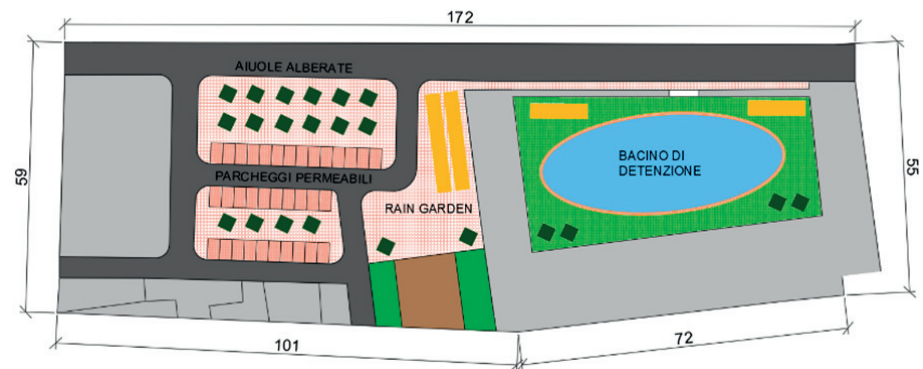 172
AIUOLE ALBERATE
59
55
BACINO DI
DETENZIONE
PARCHEGGI PERMEABILI
RAIN GARDEN
101
72